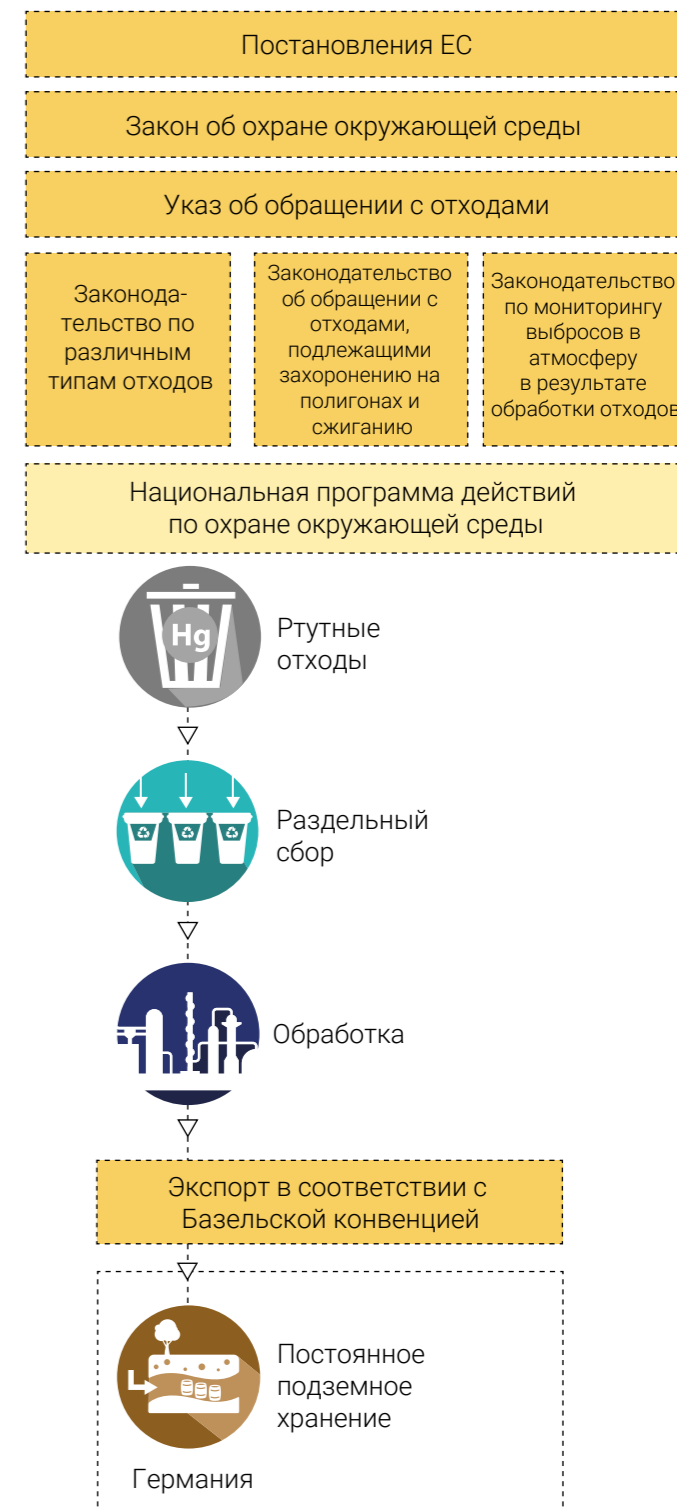 Постановления ЕС
Закон об охране окружающей среды
Указ об обращении с отходами
Законода-
тельство по
различным
типам отходов
Законодательство
об обращении с
отходами,
подлежащими
захоронению на
полигонах и
сжиганию
Законодательство
по мониторингу
выбросов в
атмосферу
в результате
обработки отходов
Национальная программа действий
по охране окружающей среды
Hg
Ртутные
отходы
Раздельный
сбор
Обработка
Экспорт в соответствии с
Базельской конвенцией
Постоянное
подземное
хранение
Германия